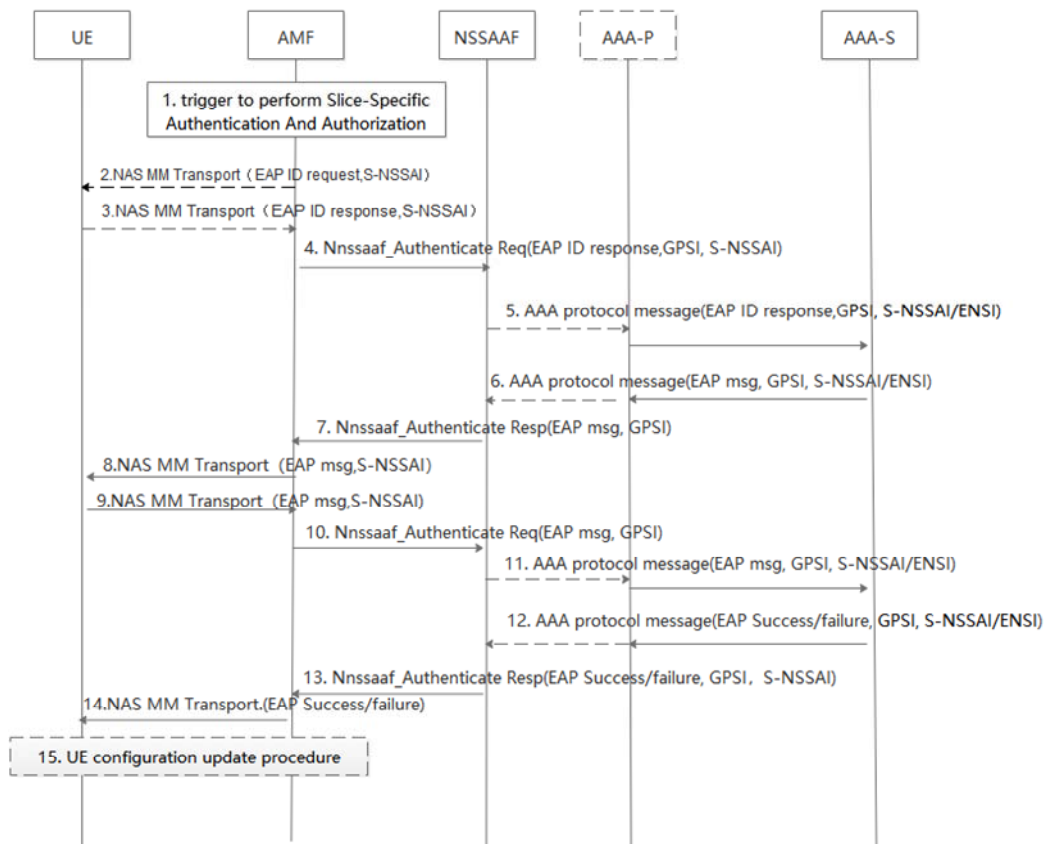 UE
AMF
NSSAAF
AAA-P
AAA-S
1. trigger to perform Slice-Specific
Authentication And Authorization
2.NAS MM Transport（EAP ID request,S-NSSAI）
3.NAS MM Transport（EAP ID response,S-NSSAI）
4. Nnssaaf_Authenticate Req(EAP ID response,GPSI, S-NSSAI)
5. AAA protocol message(EAP ID response,GPSI, S-NSSAI/ENSI)
6. AAA protocol message(EAP msg, GPSI, S-NSSAI/ENSI)
7. Nnssaaf_Authenticate Resp(EAP msg, GPSI)
8.NAS MM Transport（EAP msg,S-NSSAI）
9.NAS MM Transport（EAP msg,S-NSSAI）
10. Nnssaaf_Authenticate Req(EAP msg, GPSI)
11. AAA protocol message(EAP msg, GPSI, S-NSSAI/ENSI)
12. AAA protocol message(EAP Success/failure, GPSI, S-NSSAI/ENSI)
13. Nnssaaf_Authenticate Resp(EAP Success/failure, GPSI，S-NSSAI)
14.NAS MM Transport.(EAP Success/failure)
15. UE configuration update procedure